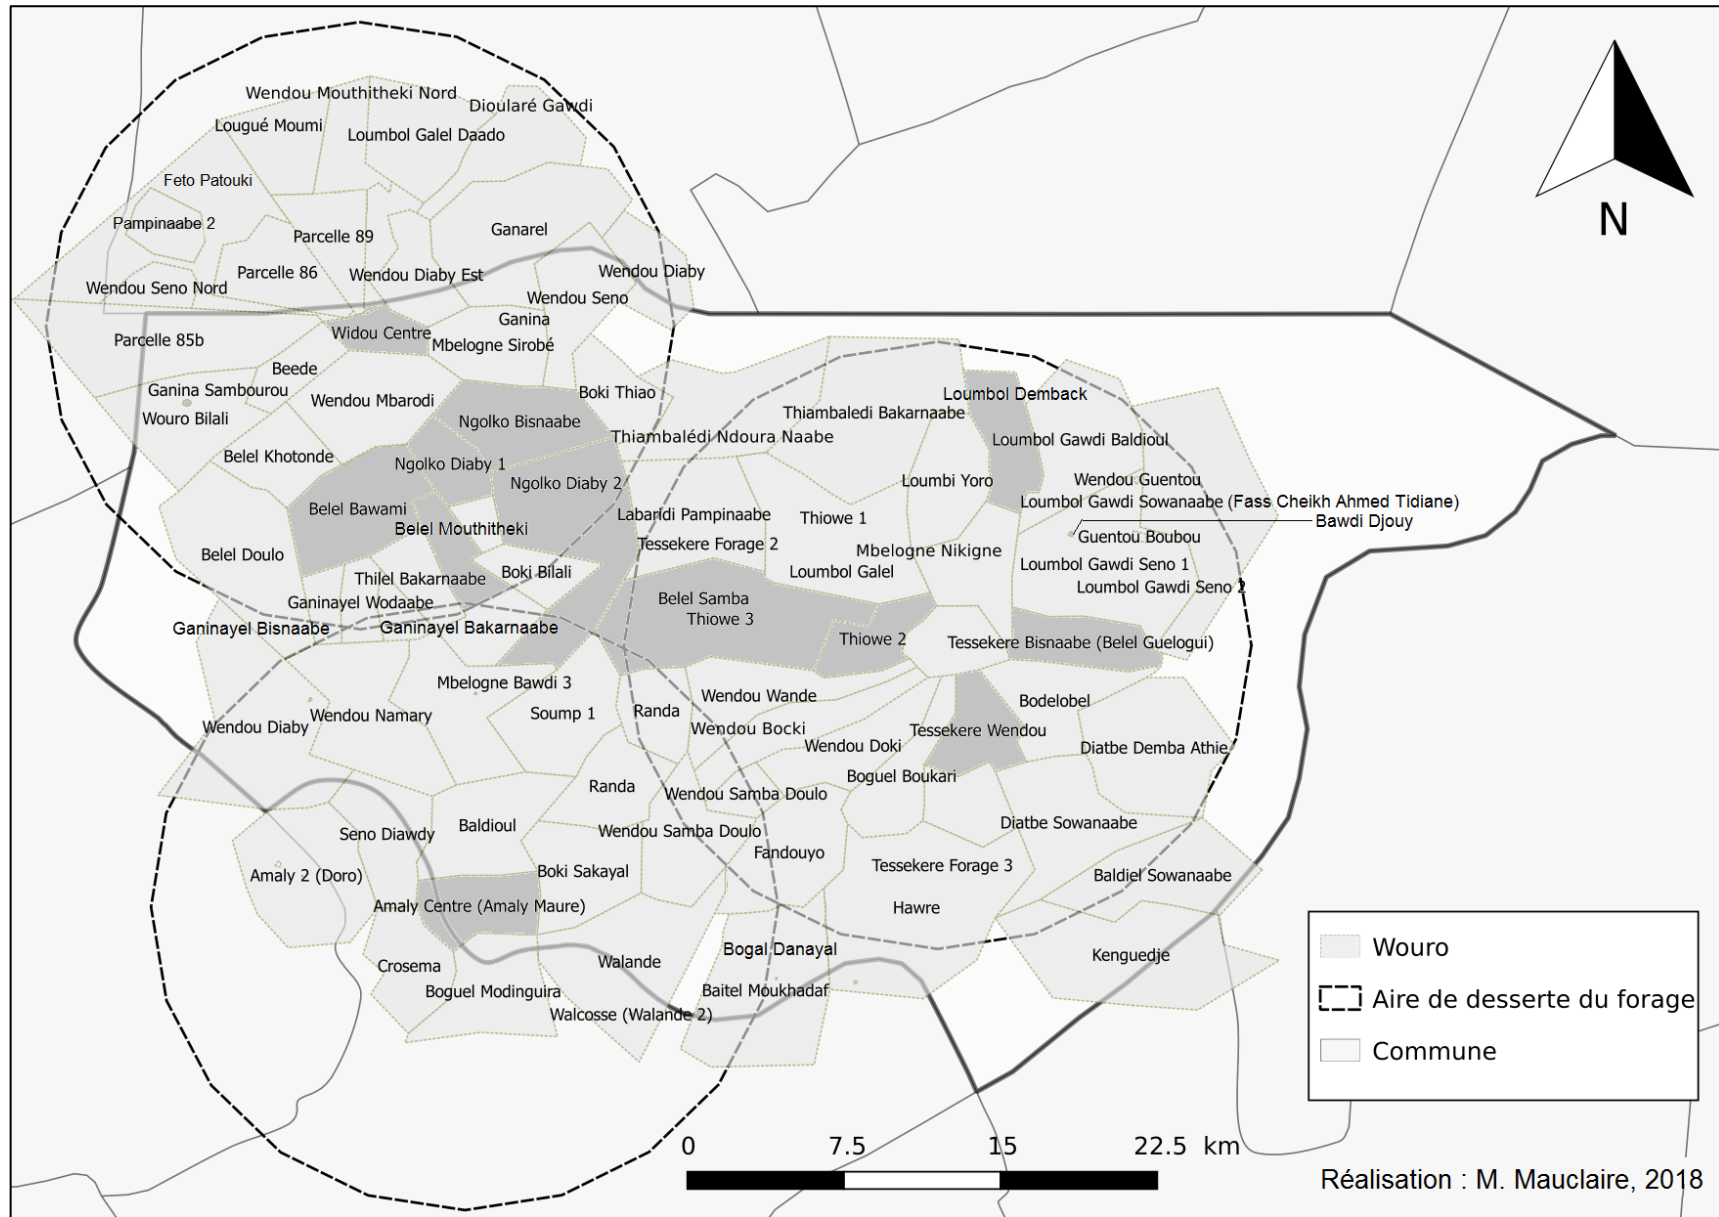 Wendou Mouthitheki Nord
Dioularé Gawdi
Lougué Moumi
Loumbol Galel Daado
Feto Patouki
Pampinaabe 2
Parcelle 89
Ganarel
Parcelle 86
Wendou Diaby Est
Wendou Diaby
Wendou Seno Nord
Wendou Seno
Ganina
Widou Centre
Parcelle 85b
Mbelogne Sirobé
Beede
Ganina Sambourou
Wendou Mbarodi
Boki Thiao
Loumbol Demback
Wouro Bilali
Ngolko Bisnaabe
Thiambaledi Bakarnaabe
Thiambalédi Ndoura Naabe
Loumbol Gawdi Baldioul
Belel Khotonde
Ngolko Diaby 1
Ngolko Diaby 2
Loumbi Yoro
Wendou Guentou
Loumbol Gawdi Sowanaabe (Fass Cheikh Ahmed Tidiane)
Belel Bawami
Labaridi Pampinaabe
Thiowe 1
Bawdi Djouy
Belel Mouthitheki
Guentou Boubou
Belel Doulo
Tessekere Forage 2
Mbelogne Nikigne
Boki Bilali
Loumbol Galel
Loumbol Gawdi Seno 1
Thilel Bakarnaabe
Loumbol Gawdi Seno 2
Ganinayel Wodaabe
Belel Samba
Thiowe 3
Ganinayel Bisnaabe
Ganinayel Bakarnaabe
Thiowe 2
Tessekere Bisnaabe (Belel Guelogui)
Mbelogne Bawdi 3
Wendou Wande
Bodelobel
Wendou Diaby
Wendou Namary
Soump 1
Randa
Wendou Bocki
Tessekere Wendou
Wendou Doki
Diatbe Demba Athie
Boguel Boukari
Randa
Wendou Samba Doulo
Seno Diawdy
Baldioul
Wendou Samba Doulo
Diatbe Sowanaabe
Fandouyo
Amaly 2 (Doro)
Boki Sakayal
Tessekere Forage 3
Baldiel Sowanaabe
Amaly Centre (Amaly Maure)
Hawre
Crosema
Walande
Bogal Danayal
Kenguedje
Boguel Modinguira
Baitel Moukhadaf
Walcosse (Walande 2)
N
Wouro
Aire de desserte du forage
Commune
0 7.5 15 22.5 km
Réalisation : M. Mauclaire, 2018